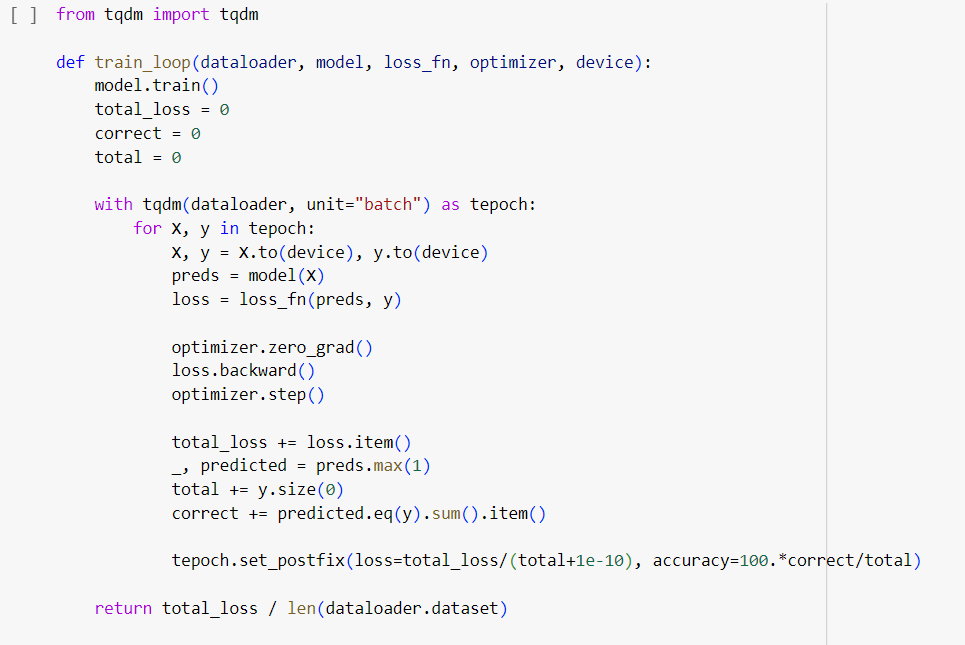 [ ] from tqdm import tqdm
def train_loop(dataloader, model, loss_fn, optimizer, device):
    model.train()
    total_loss = 0
    correct = 0
    total = 0
    with tqdm(dataloader, unit="batch") as tepoch:
        for X, y in tepoch:
            X, y = X.to(device), y.to(device)
            preds = model(X)
            loss = loss_fn(preds, y)
            optimizer.zero_grad()
            loss.backward()
            optimizer.step()
            total_loss += loss.item()
            _, predicted = preds.max(1)
            total += y.size(0)
            correct += predicted.eq(y).sum().item()
            tepoch.set_postfix(loss=total_loss/(total+1e-10), accuracy=100.*correct/total)
    return total_loss / len(dataloader.dataset)